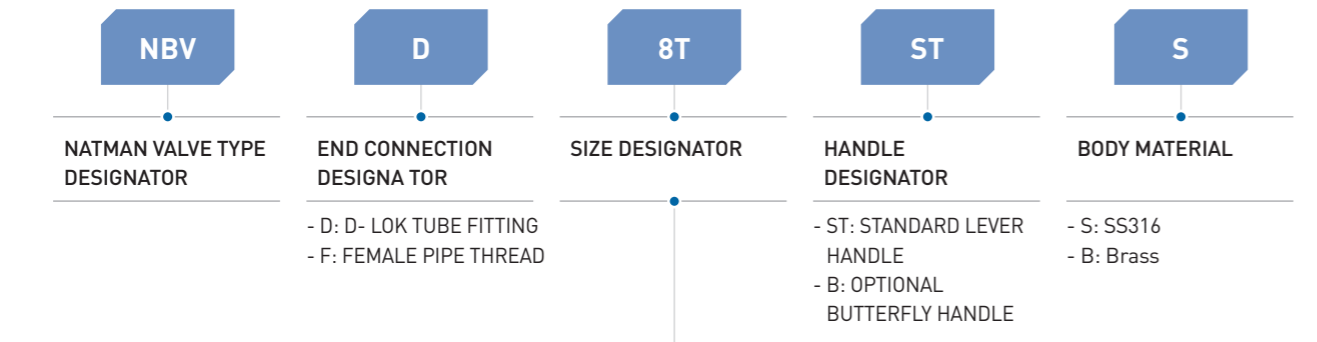 NBV
D
8T
ST
S
NATMAN VALVE TYPE
DESIGNATOR
END CONNECTION
DESIGNA TOR
SIZE DESIGNATOR
HANDLE
DESIGNATOR
BODY MATERIAL
- D: D- LOK TUBE FITTING
- F: FEMALE PIPE THREAD
- ST: STANDARD LEVER
HANDLE
- B: OPTIONAL
BUTTERFLY HANDLE
- S: SS316
- B: Brass